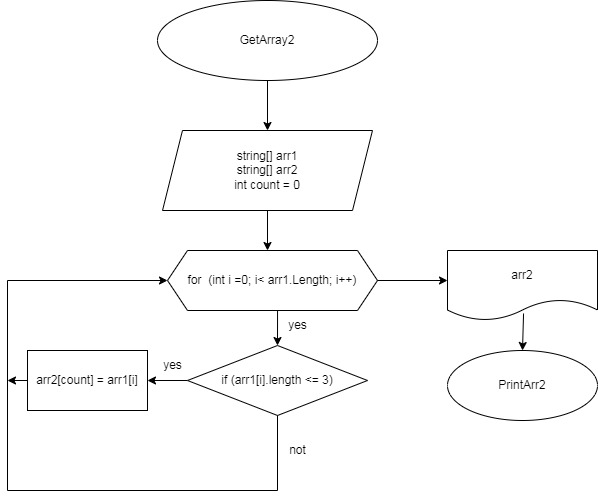 GetArray2
string[] arr1
string[] arr2
int count = 0
for  (int i =0; i< arr1.Length; i++)
arr2
yes
yes
arr2[count] = arr1[i]
if (arr1[i].length <= 3)
PrintArr2
not